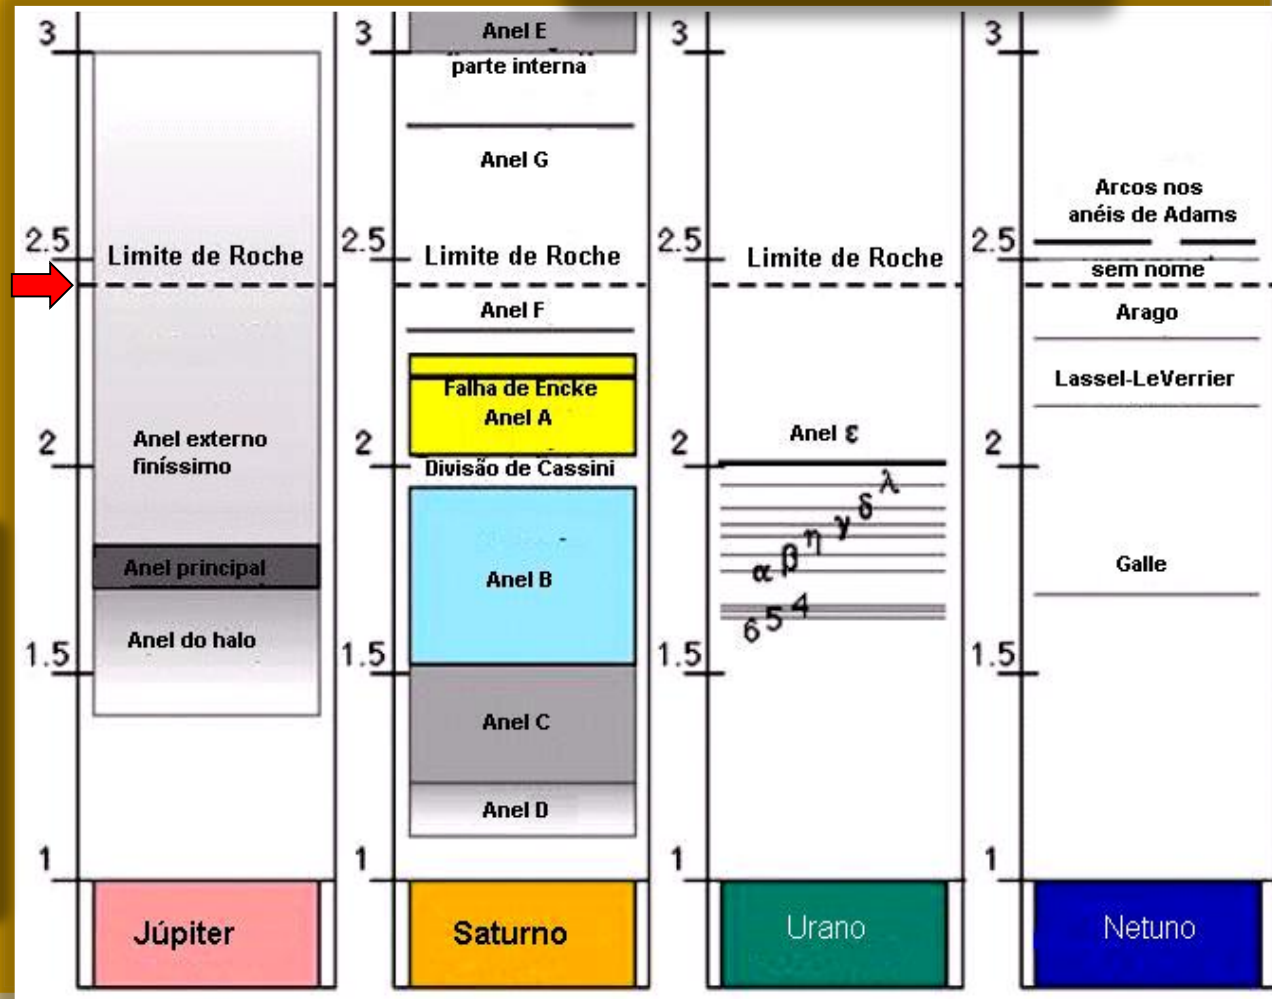 3
2.5
2
1.5
1
Limite de Roche
Anel externo
finíssimo
Anel principal
Anel do halo
Júpiter
3
2.5
2
1.5
1
Anel E
parte interna
Anel G
Limite de Roche
Anel F
Falha de Encke
Anel A
Divisão de Cassini
Anel B
Anel C
Anel D
Saturno
3
2.5
2
1.5
1
Limite de Roche
Anel ε
λ
δ
γ
η
β
α
4
5
6
Urano
3
2.5
2
1.5
1
Arcos nos
anéis de Adams
sem nome
Arago
Lassel-LeVerrier
Galle
Netuno